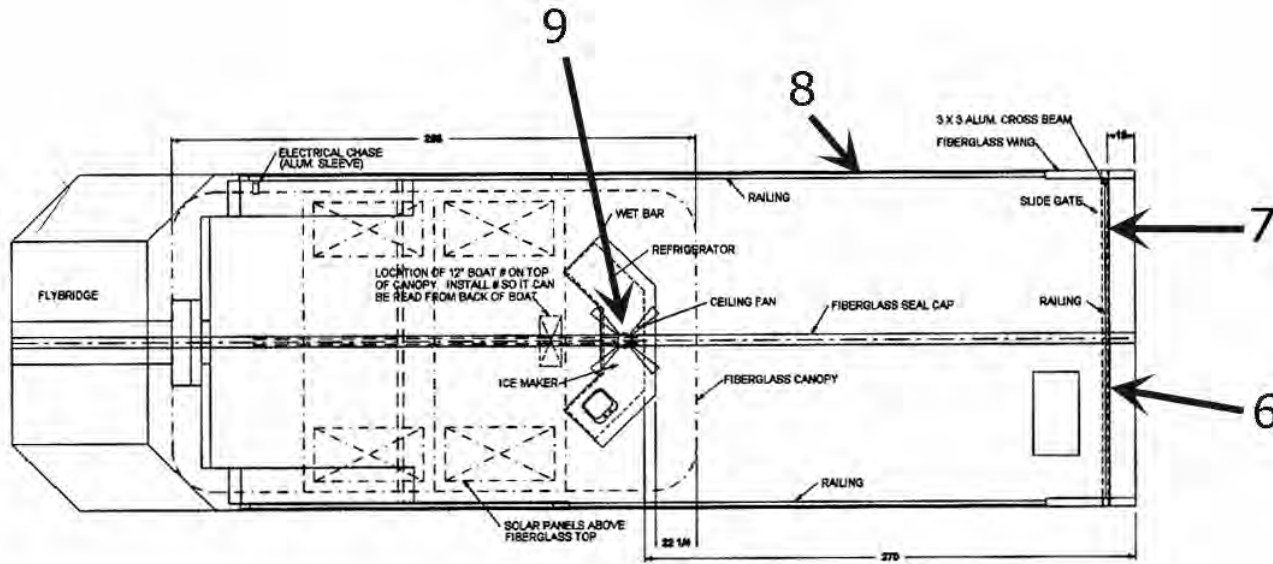 9
8
3 X 3 ALUM. CROSS BEAM
FIBERGLASS WING
ELECTRICAL CHASE
(ALUM. SLEEVE)
RAILING
SLIDE GATE
7
WET BAR
REFRIGERATOR
LOCATION OF 12" BOAT # ON TOP
OF CANOPY. INSTALL # SO IT CAN
BE READ FROM BACK OF BOAT
FLYBRIDGE
CEILING FAN
FIBERGLASS SEAL CAP
RAILING
ICE MAKER
FIBERGLASS CANOPY
6
RAILING
SOLAR PANELS ABOVE
FIBERGLASS TOP
22 1/4
270